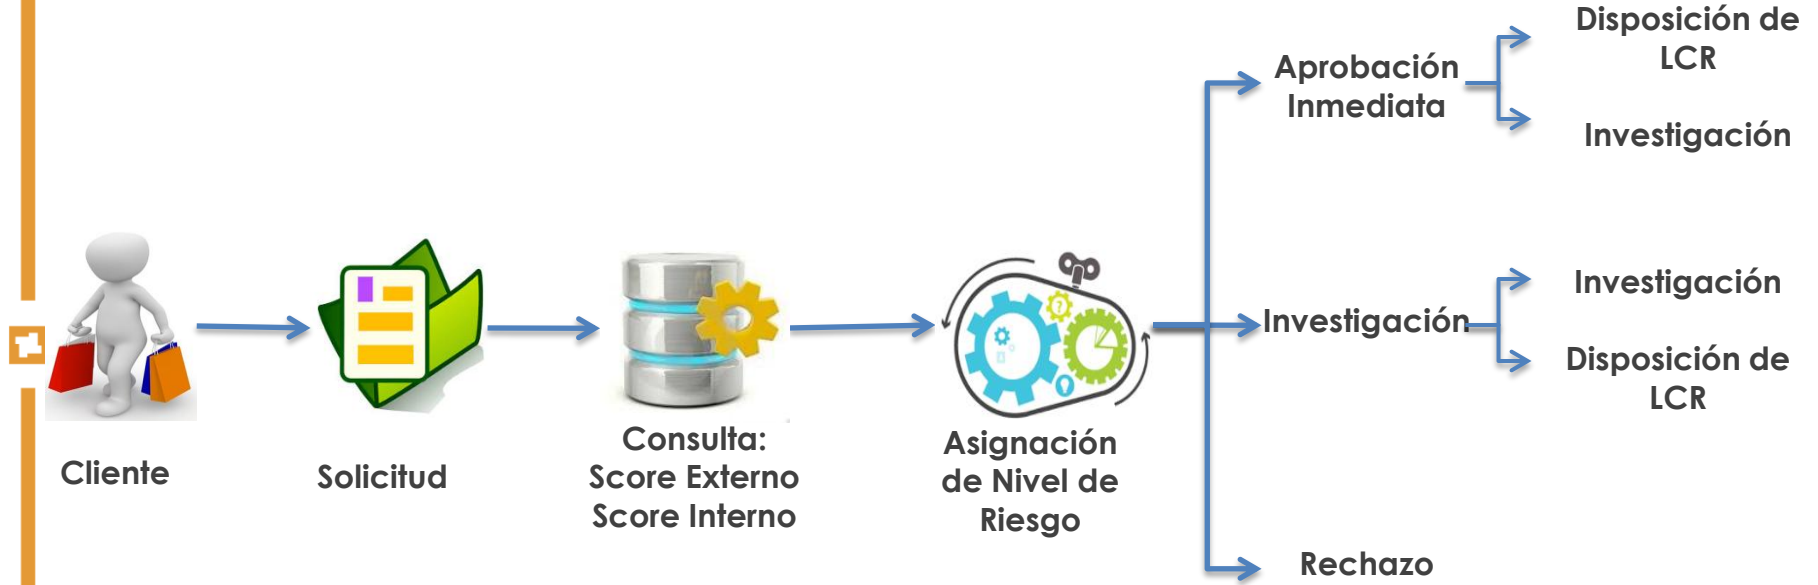 Cliente
Solicitud
Consulta:
Score Externo
Score Interno
Asignación
de Nivel de
Riesgo
Aprobación
Inmediata
Disposición de
LCR
Investigación
Investigación
Investigación
Disposición de
LCR
Rechazo